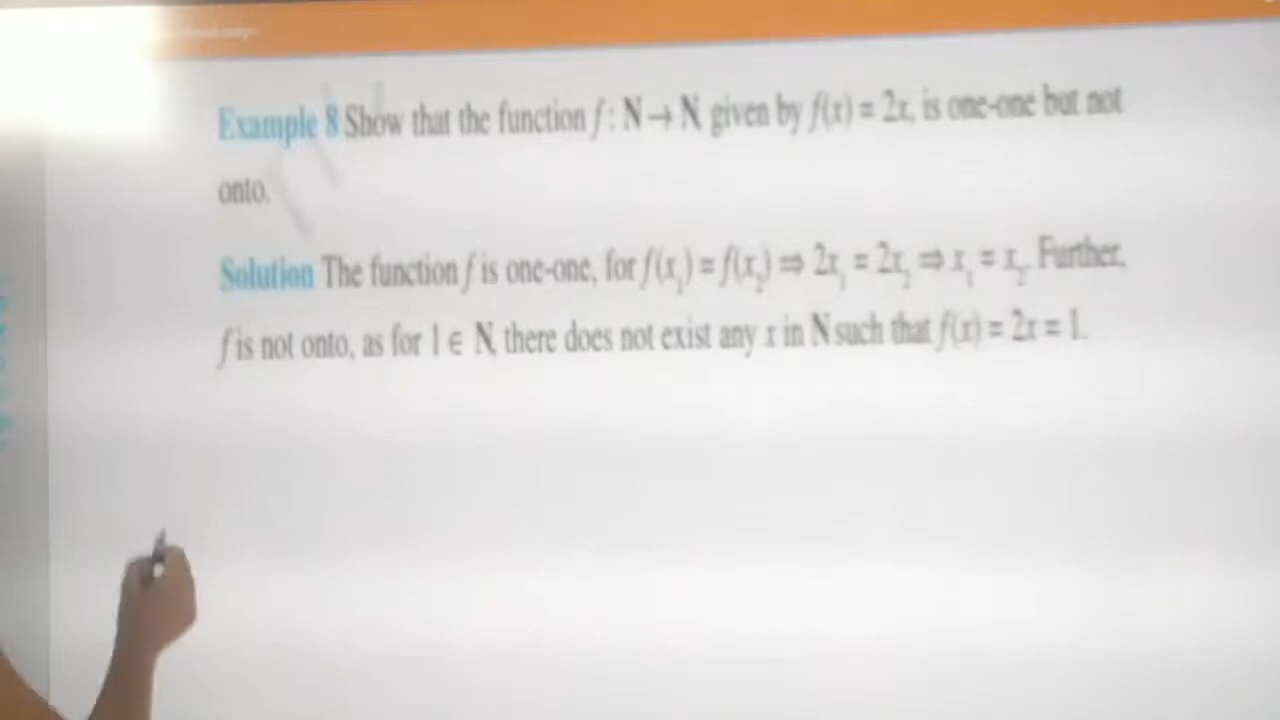 Example 8 Show that the function f : N → N given by f(x) = 2x, is one-one but not
onto.
Solution The function f is one-one, for f(x₁) = f(x₂) ⇒ 2x₁ = 2x₂ ⇒ x₁ = x₂. Further,
f is not onto, as for 1 ∈ N, there does not exist any x in N such that f(x) = 2x = 1.